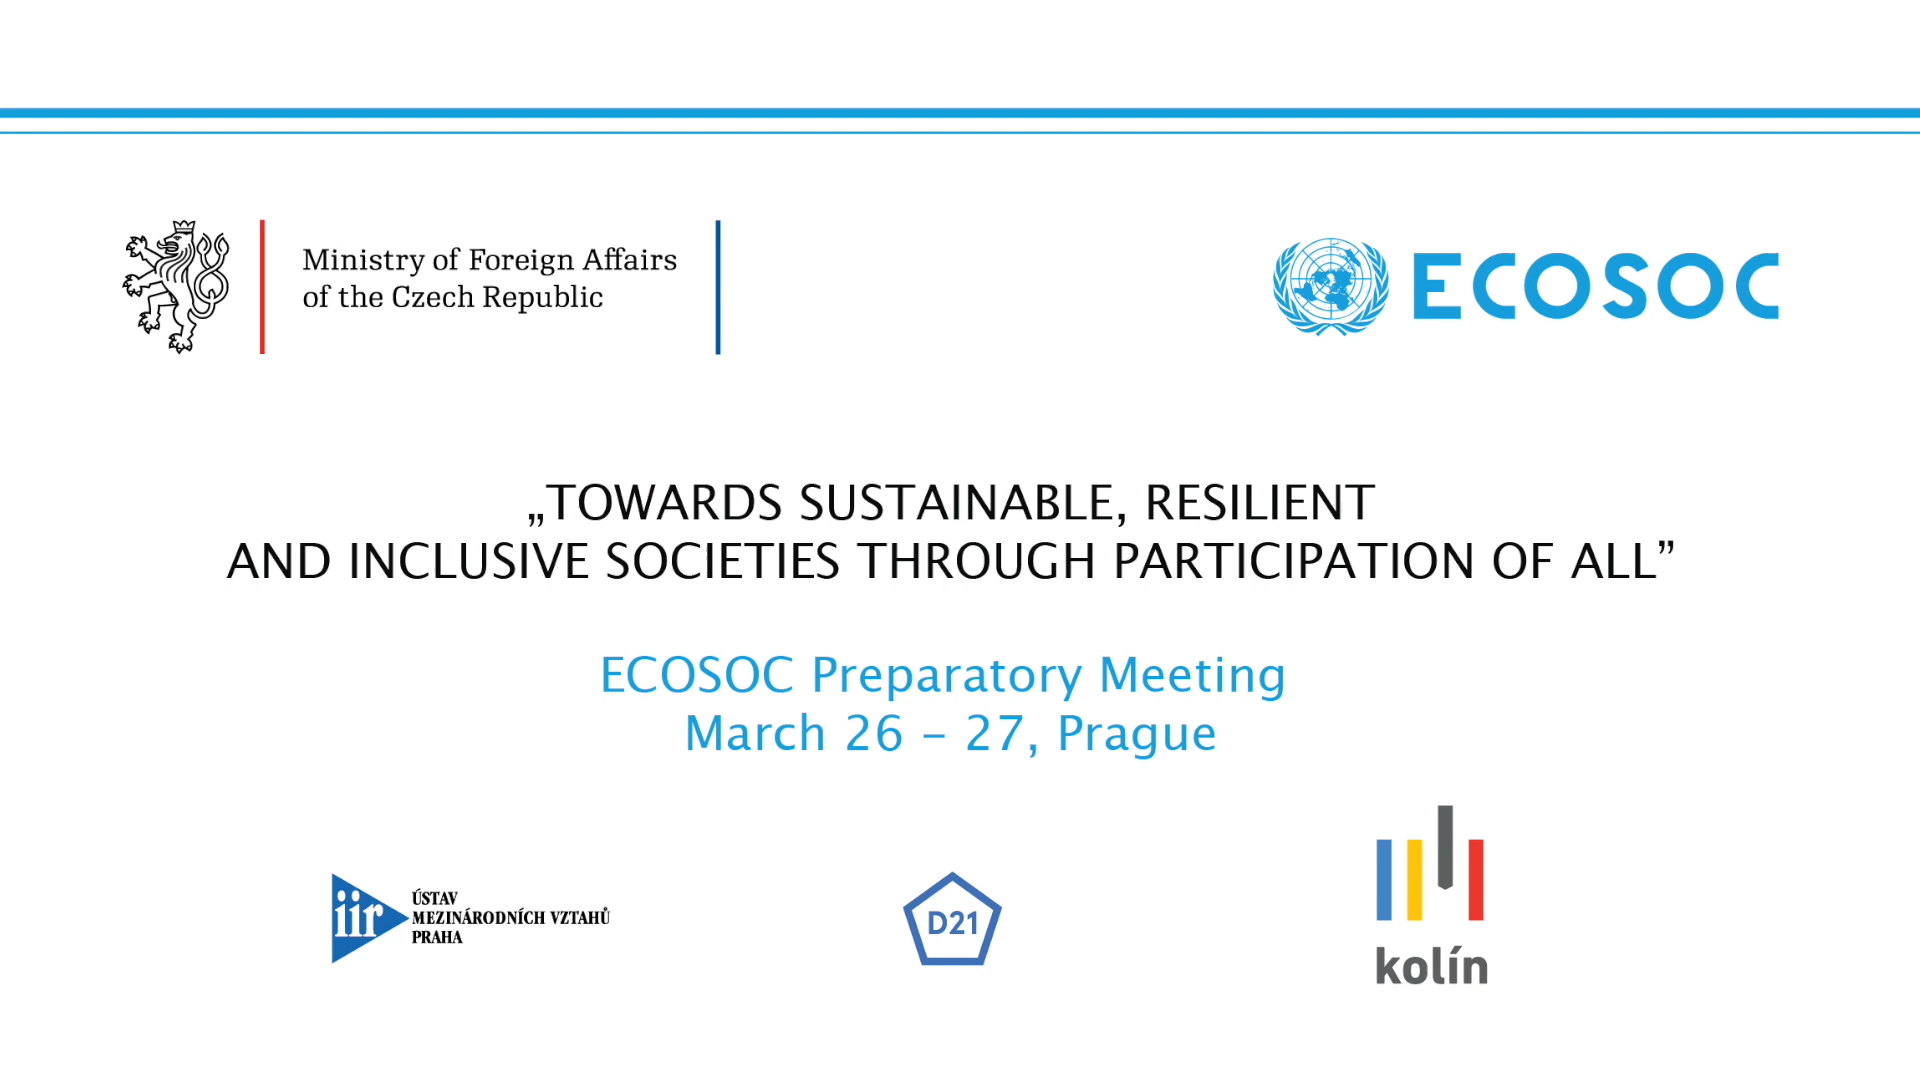 Ministry of Foreign Affairs
of the Czech Republic
ECOSOC
„TOWARDS SUSTAINABLE, RESILIENT
AND INCLUSIVE SOCIETIES THROUGH PARTICIPATION OF ALL”
ECOSOC Preparatory Meeting
March 26 – 27, Prague
iir
ÚSTAV
MEZINÁRODNÍCH VZTAHŮ
PRAHA
D21
kolín